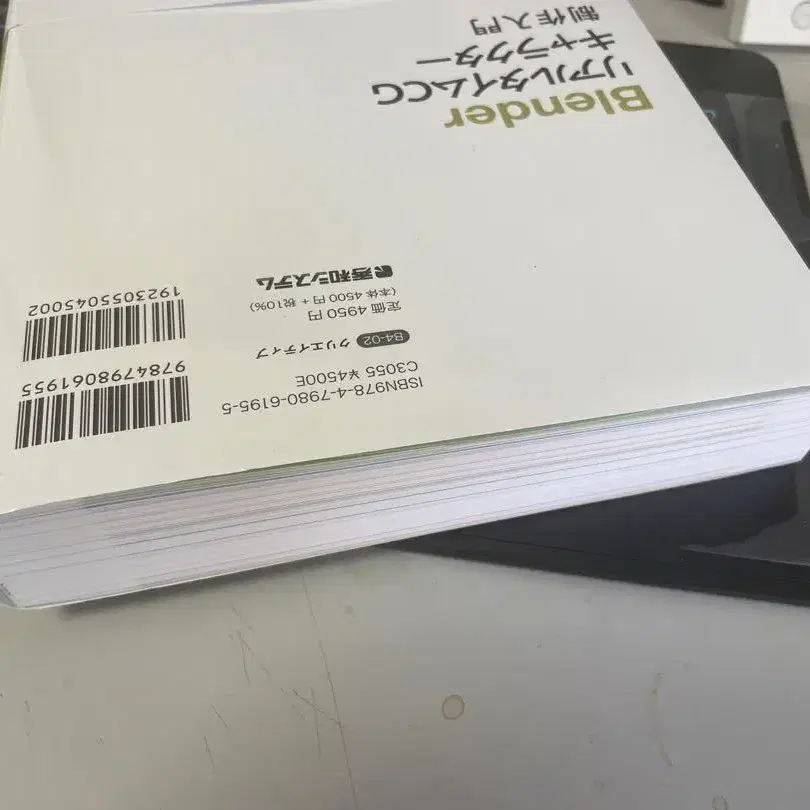 Blender
リアルタイムCG
キャラクター
制作入門
ISBN978-4-7980-6195-5
C3055 ¥4500E
B4-02 クリエイティブ
定価 4950 円
(本体 4500 円 + 税10%)
秀和システム
9784798061955
1923055045002